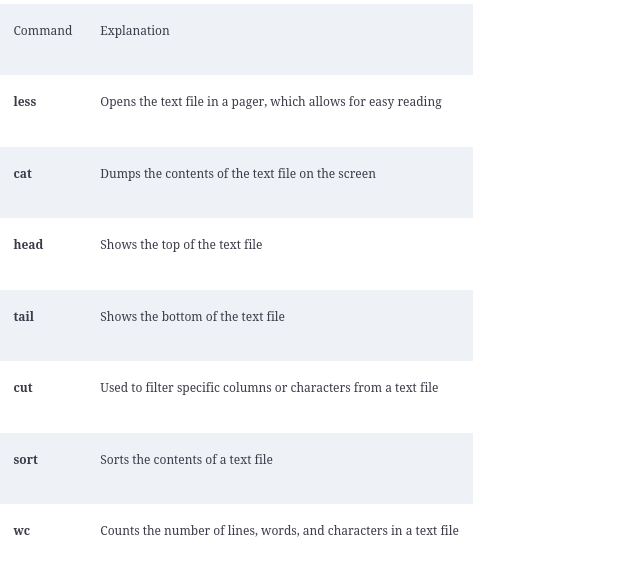 Command Explanation
less Opens the text file in a pager, which allows for easy reading
cat Dumps the contents of the text file on the screen
head Shows the top of the text file
tail Shows the bottom of the text file
cut Used to filter specific columns or characters from a text file
sort Sorts the contents of a text file
wc Counts the number of lines, words, and characters in a text file